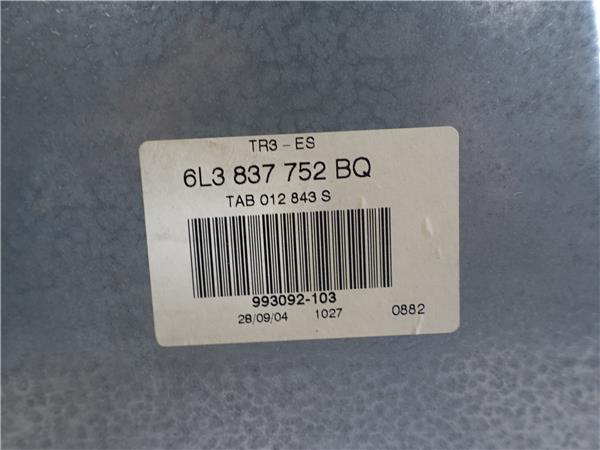 TR3 - ES
6L3 837 752 BQ
TAB 012 843 S
993092-103
28/09/04 1027 0882